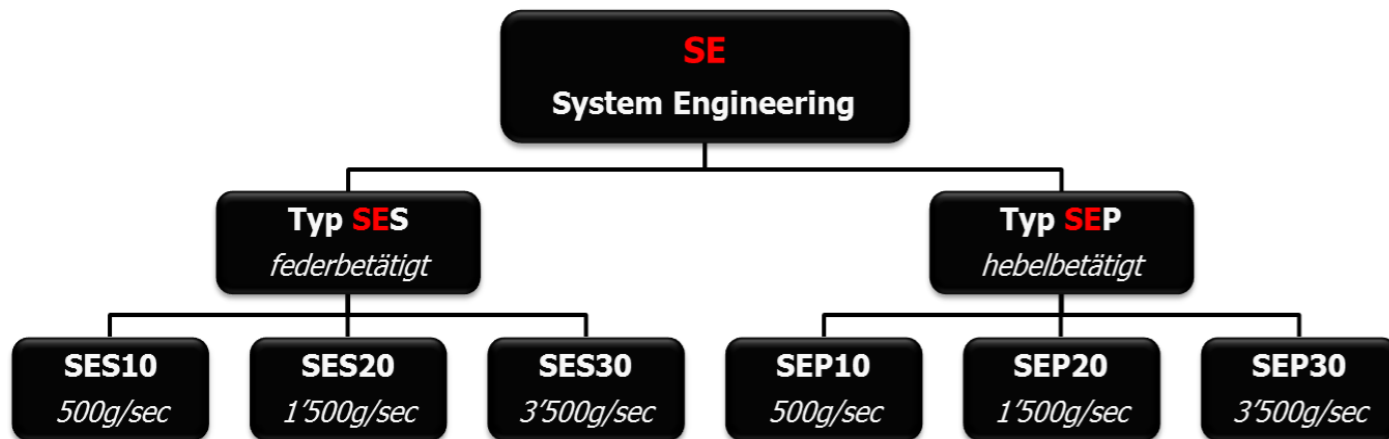 SE
System Engineering
Typ SES
federbetätigt
Typ SEP
hebelbetätigt
SES10
500g/sec
SES20
1’500g/sec
SES30
3’500g/sec
SEP10
500g/sec
SEP20
1’500g/sec
SEP30
3’500g/sec